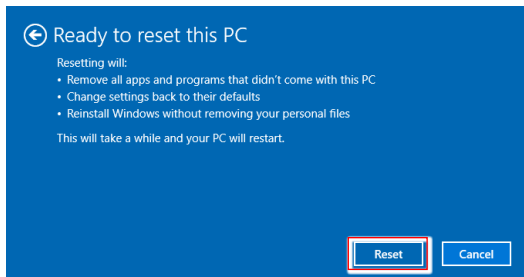 Ready to reset this PC
Resetting will:
• Remove all apps and programs that didn't come with this PC
• Change settings back to their defaults
• Reinstall Windows without removing your personal files
This will take a while and your PC will restart.
Reset
Cancel